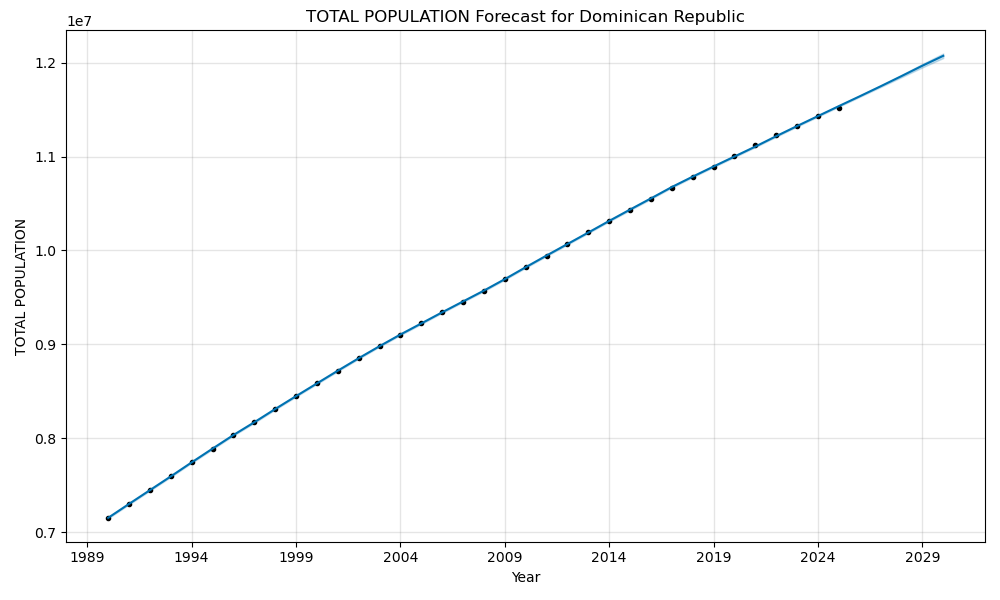 TOTAL POPULATION Forecast for Dominican Republic
1e7
1.2
1.1
1.0
0.9
0.8
0.7
TOTAL POPULATION
1989 1994 1999 2004 2009 2014 2019 2024 2029
Year